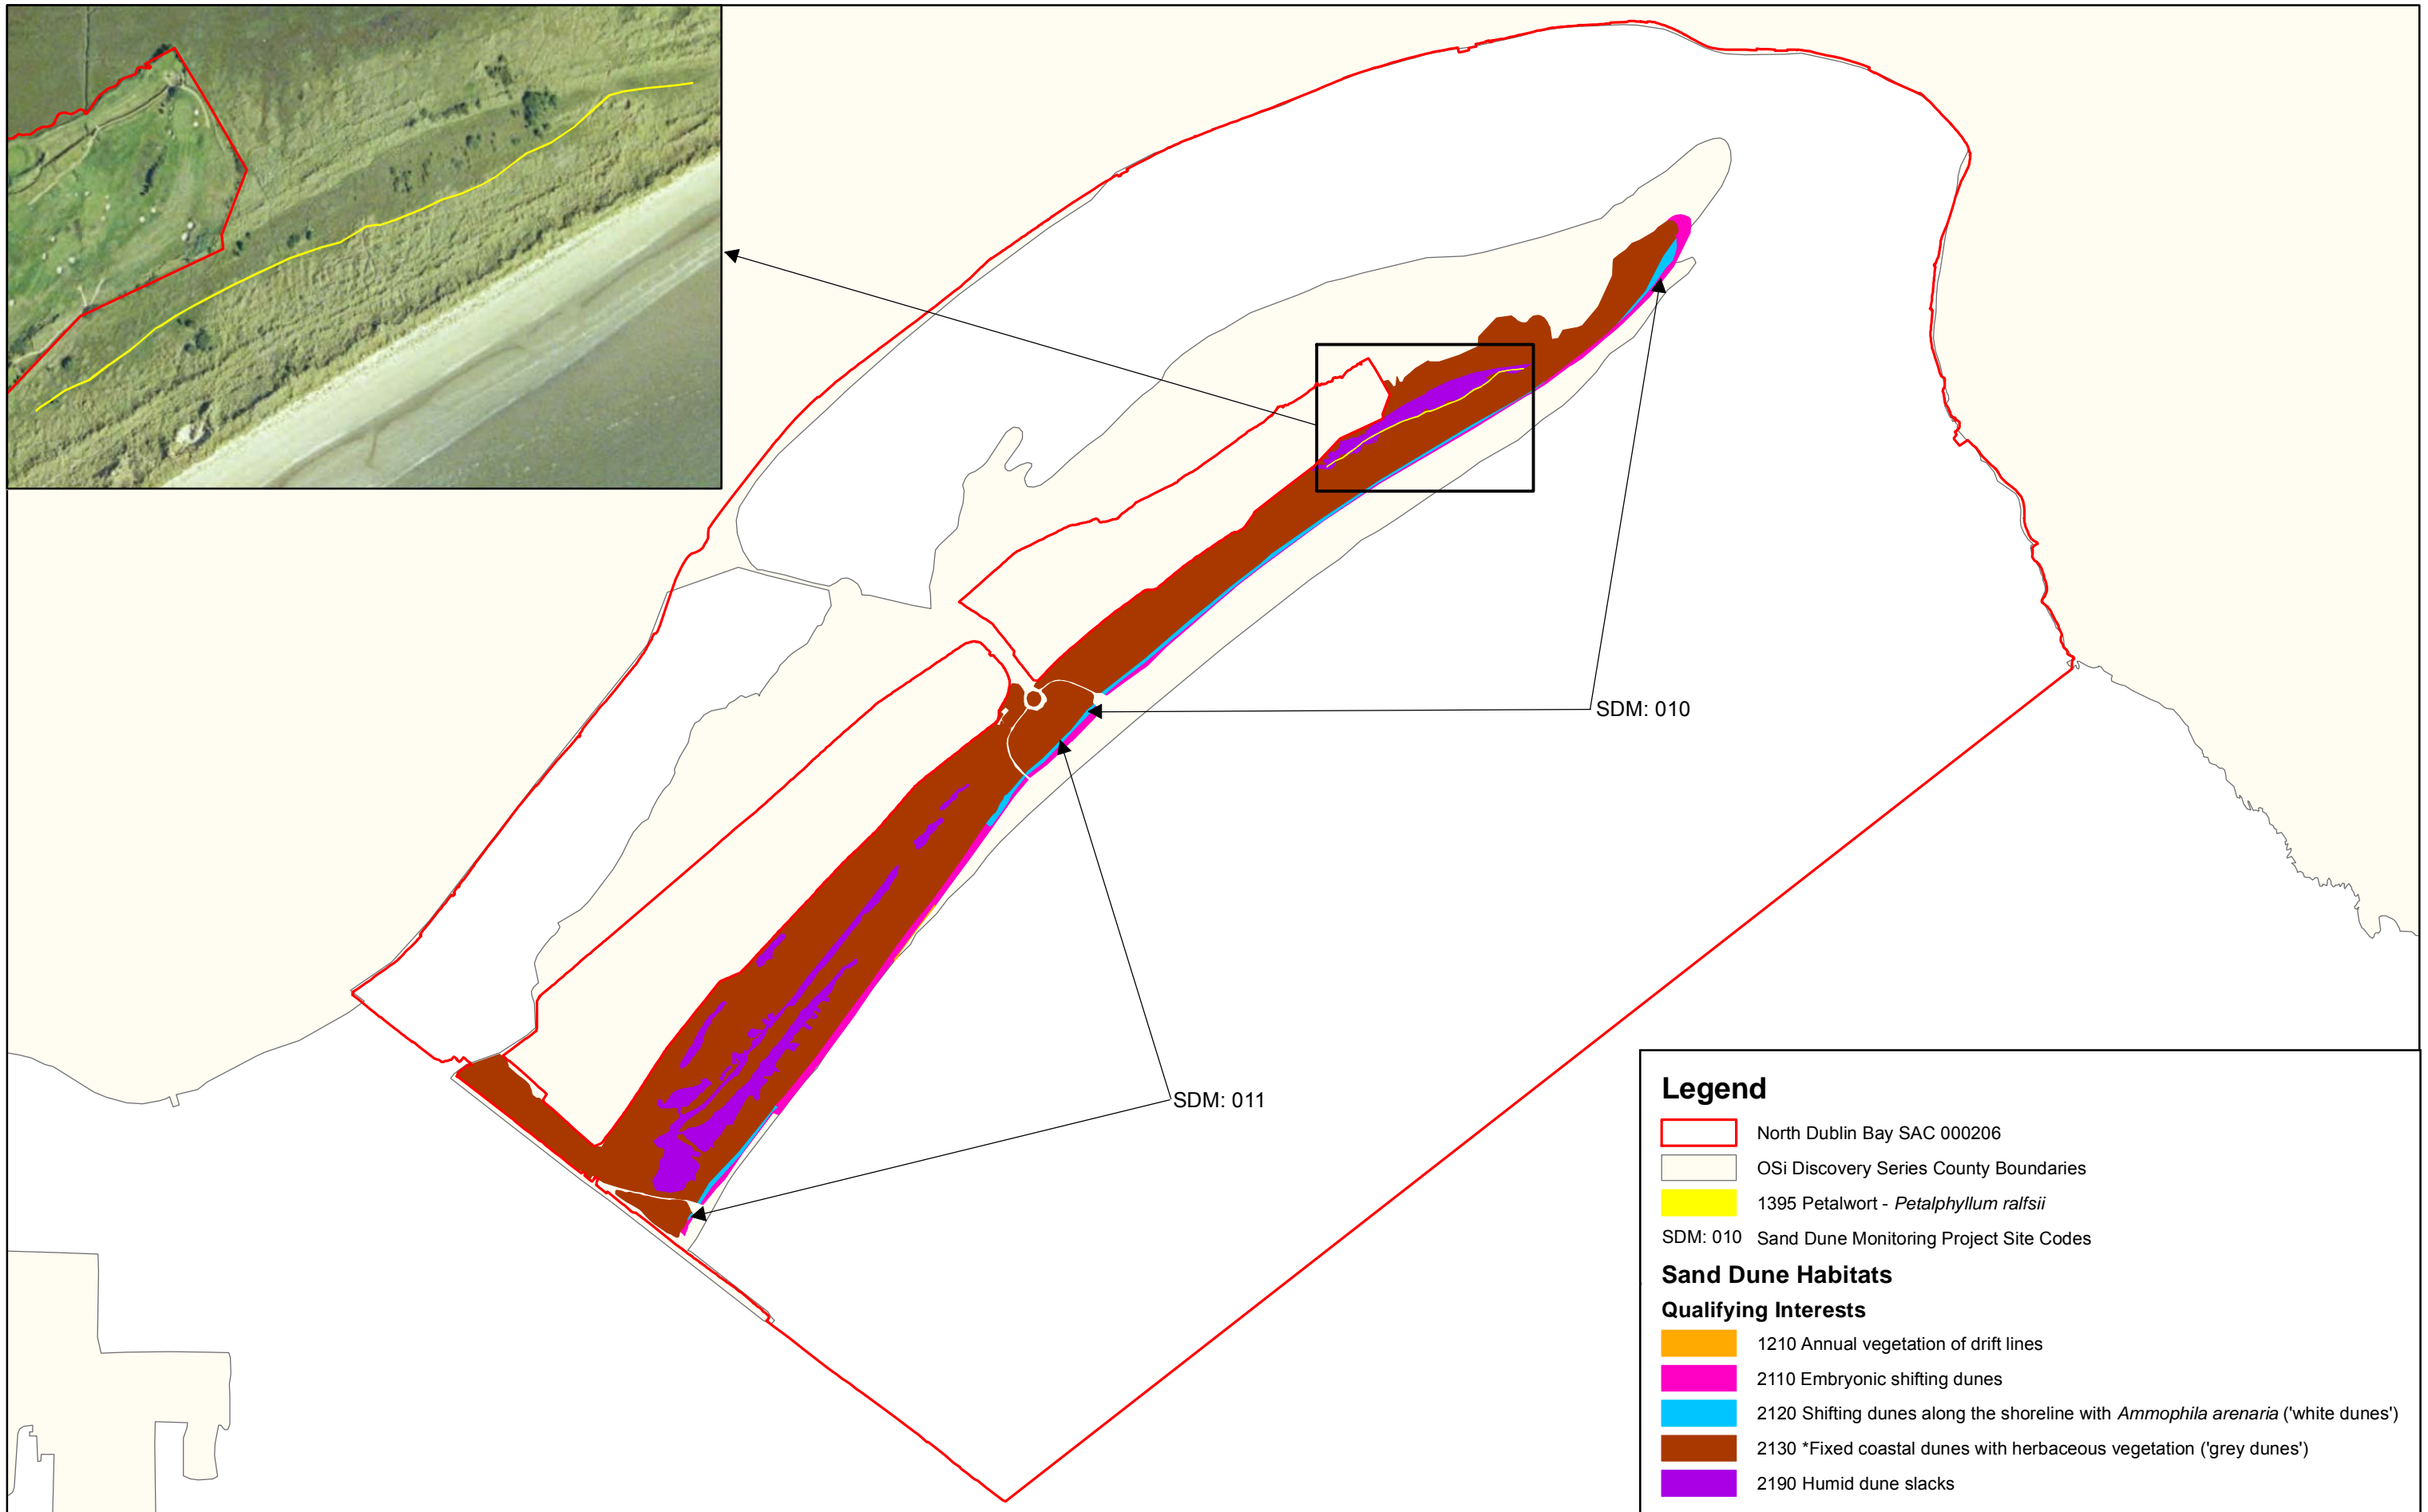 SDM: 010
SDM: 011
Legend
North Dublin Bay SAC 000206
OSi Discovery Series County Boundaries
1395 Petalwort - Petalphyllum ralfsii
SDM: 010 Sand Dune Monitoring Project Site Codes
Sand Dune Habitats
Qualifying Interests
1210 Annual vegetation of drift lines
2110 Embryonic shifting dunes
2120 Shifting dunes along the shoreline with Ammophila arenaria ('white dunes')
2130 *Fixed coastal dunes with herbaceous vegetation ('grey dunes')
2190 Humid dune slacks